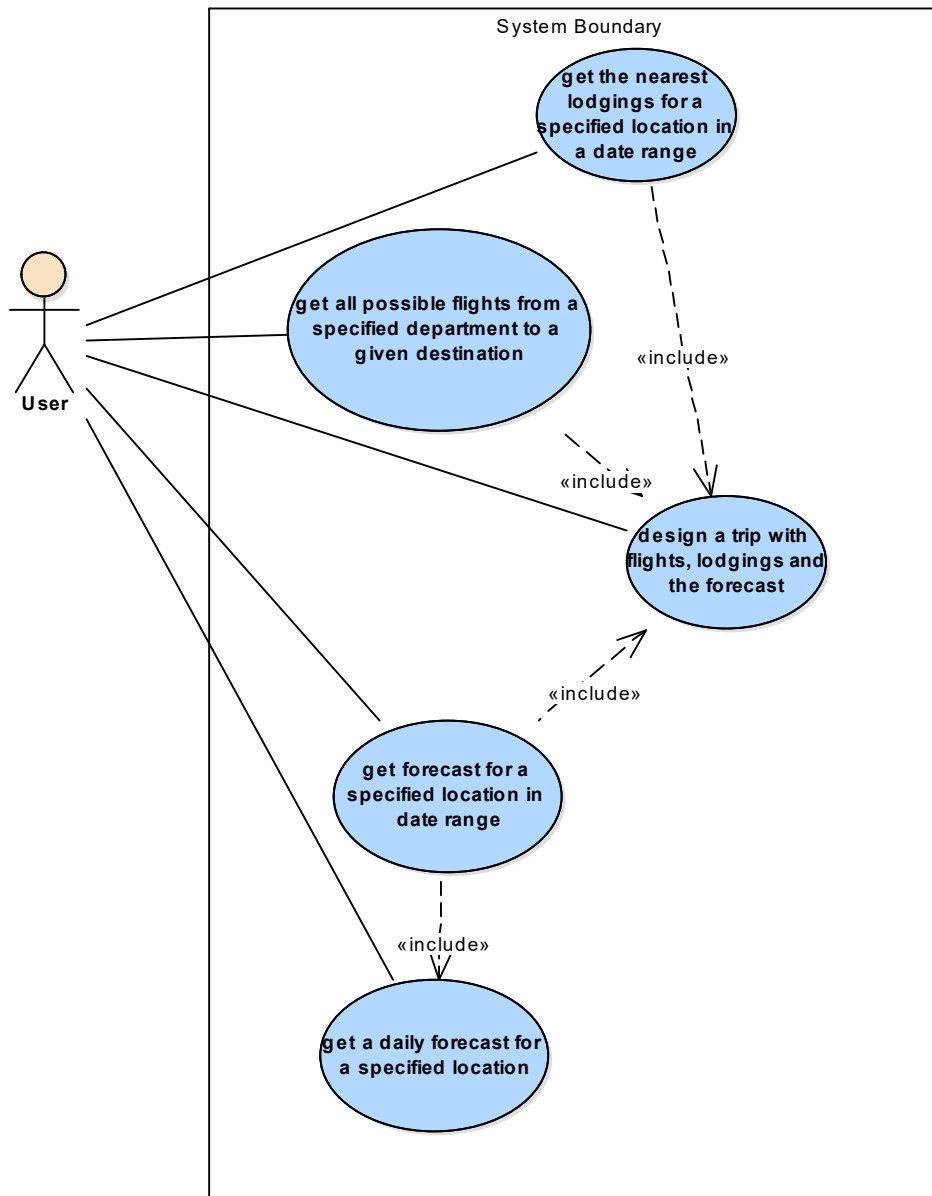 System Boundary
get the nearest
lodgings for a
specified location in
a date range
get all possible flights from a
specified department to a
given destination
«include»
User
«include»
design a trip with
flights, lodgings and
the forecast
«include»
get forecast for a
specified location in
date range
«include»
get a daily forecast for
a specified location